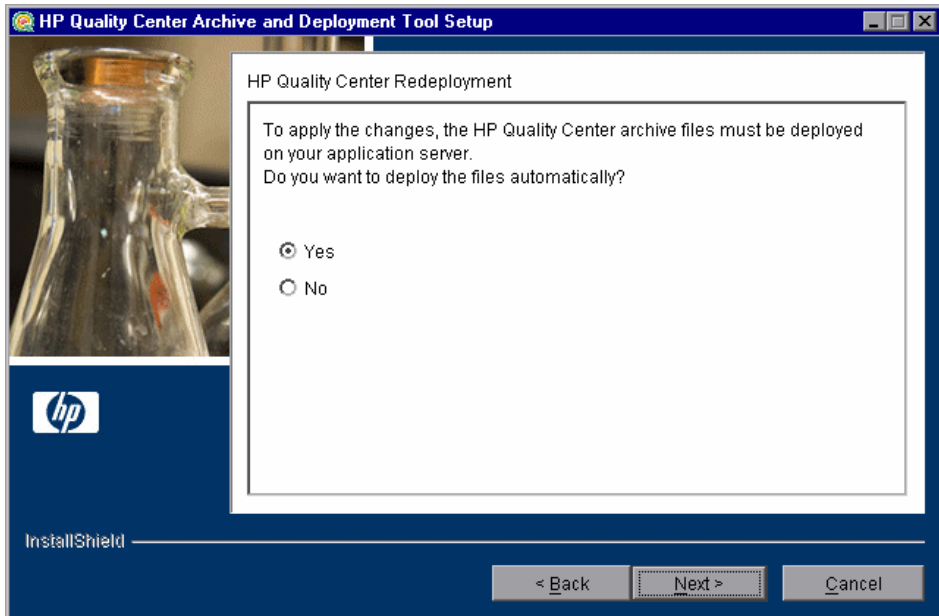 HP Quality Center Archive and Deployment Tool Setup
HP Quality Center Redeployment
To apply the changes, the HP Quality Center archive files must be deployed
on your application server.
Do you want to deploy the files automatically?
Yes
No
hp
InstallShield
< Back
Next >
Cancel